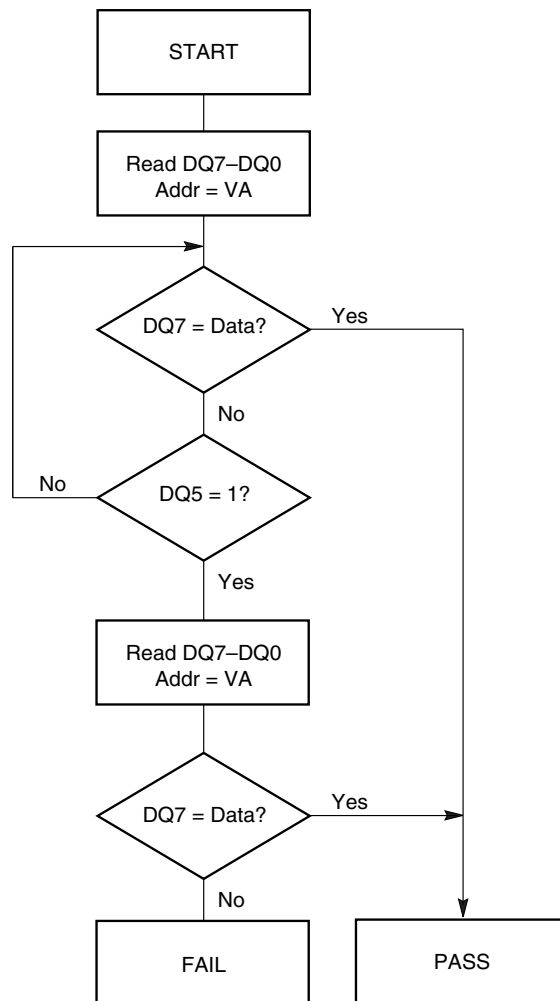 START
Read DQ7–DQ0
Addr = VA
DQ7 = Data?
Yes
No
No
DQ5 = 1?
Yes
Read DQ7–DQ0
Addr = VA
DQ7 = Data?
Yes
No
FAIL
PASS